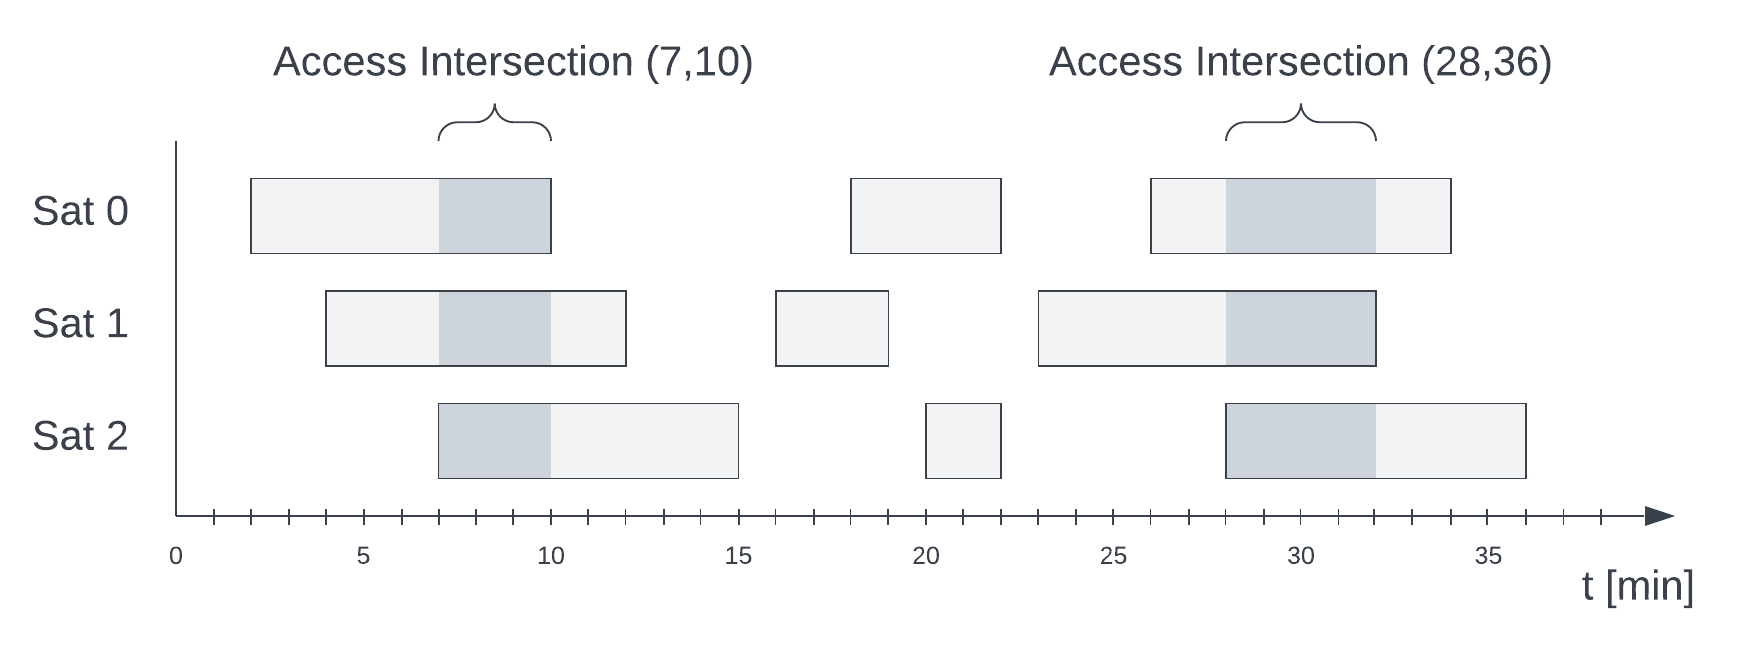 Access Intersection (7,10)
Access Intersection (28,36)
Sat 0
Sat 1
Sat 2
0 5 10 15 20 25 30 35
t [min]